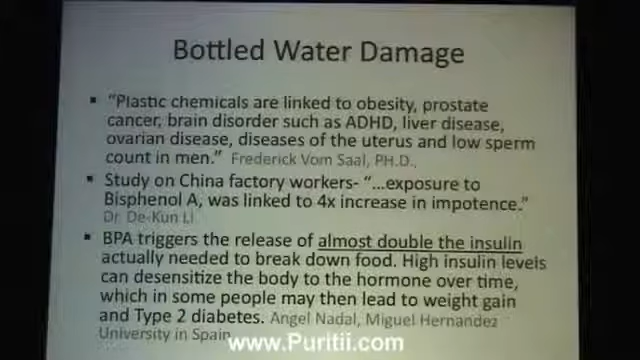 Bottled Water Damage
▪ "Plastic chemicals are linked to obesity, prostate
cancer, brain disorder such as ADHD, liver disease,
ovarian disease, diseases of the uterus and low sperm
count in men." Frederick Vom Saal, PH.D.,
▪ Study on China factory workers- "...exposure to
Bisphenol A, was linked to 4x increase in impotence."
Dr. De-Kun Li
▪ BPA triggers the release of almost double the insulin
actually needed to break down food. High insulin levels
can desensitize the body to the hormone over time,
which in some people may then lead to weight gain
and Type 2 diabetes. Angel Nadal, Miguel Hernandez
University in Spain
www.Puritii.com